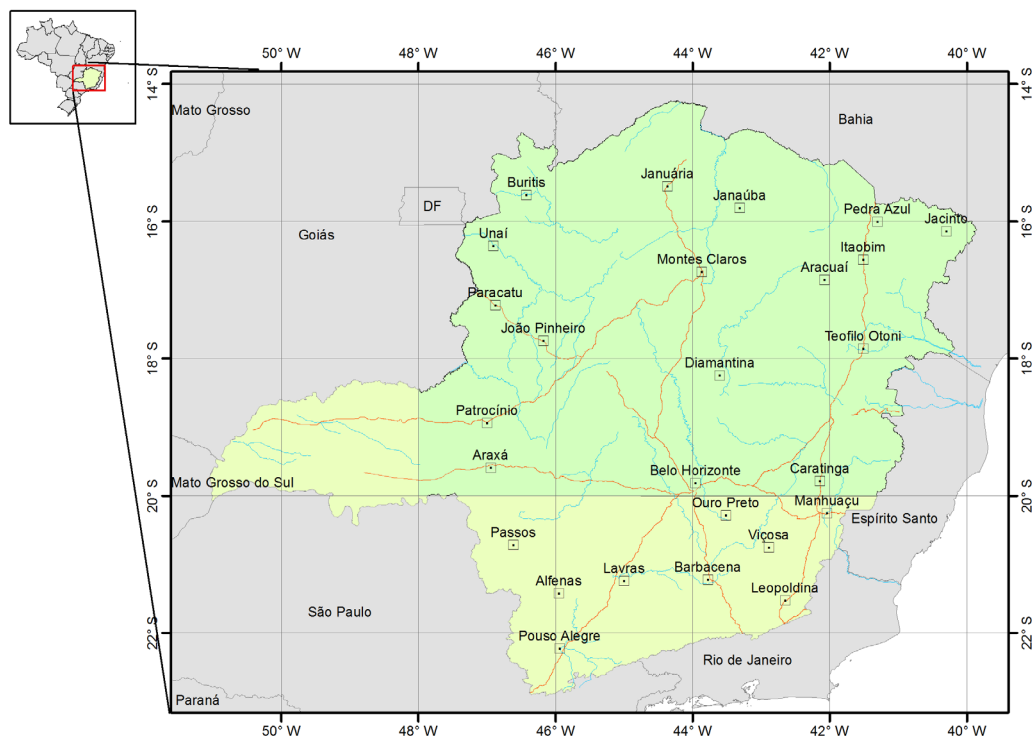 50° W 48° W 46° W 44° W 42° W 40° W
14° S 14° S
Mato Grosso
Bahia
Buritis
Januária
Janaúba
DF
Pedra Azul
Jacinto
16° S 16° S
Goiás
Unaí
Itaobim
Montes Claros
Aracuaí
Paracatu
João Pinheiro
Teofilo Otoni
18° S 18° S
Diamantina
Patrocínio
Araxá
Belo Horizonte
Caratinga
Mato Grosso do Sul
20° S 20° S
Ouro Preto
Manhuaçu
Espírito Santo
Passos
Viçosa
Lavras
Barbacena
Alfenas
Leopoldina
São Paulo
22° S 22° S
Pouso Alegre
Rio de Janeiro
Paraná
50° W 48° W 46° W 44° W 42° W 40° W